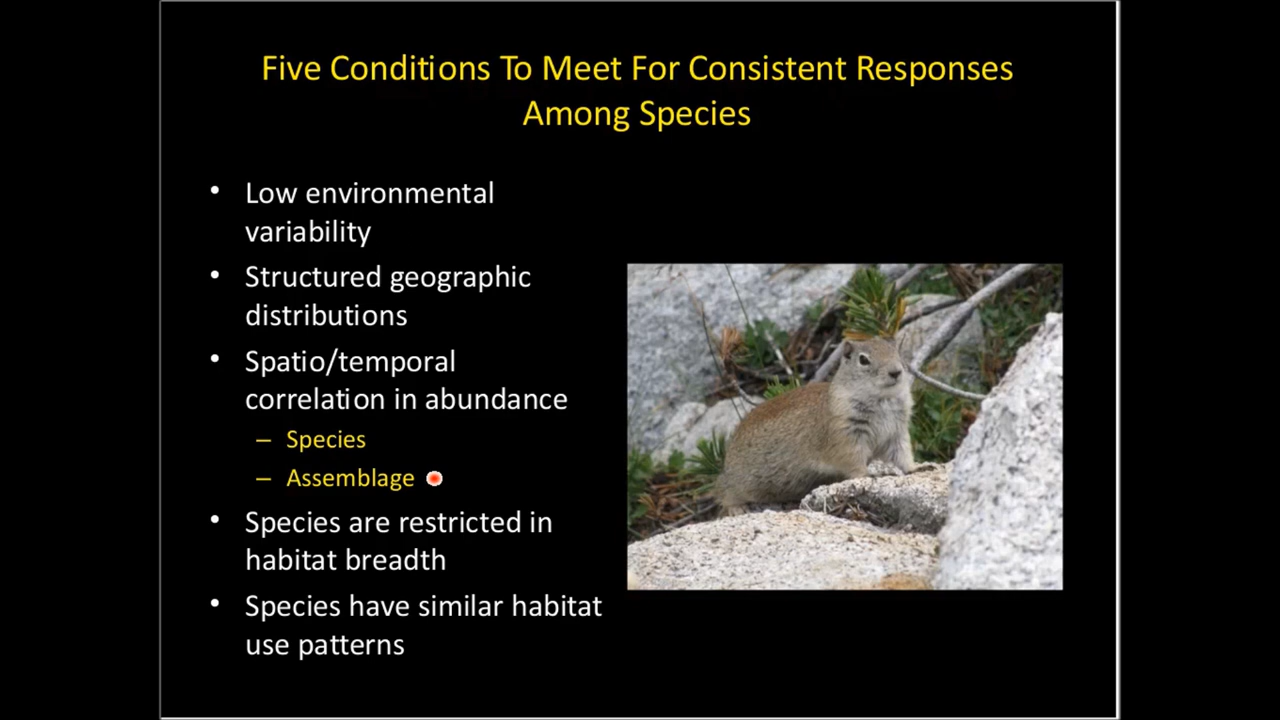 Five Conditions To Meet For Consistent Responses
Among Species
• Low environmental
variability
• Structured geographic
distributions
• Spatio/temporal
correlation in abundance
– Species
– Assemblage
• Species are restricted in
habitat breadth
• Species have similar habitat
use patterns